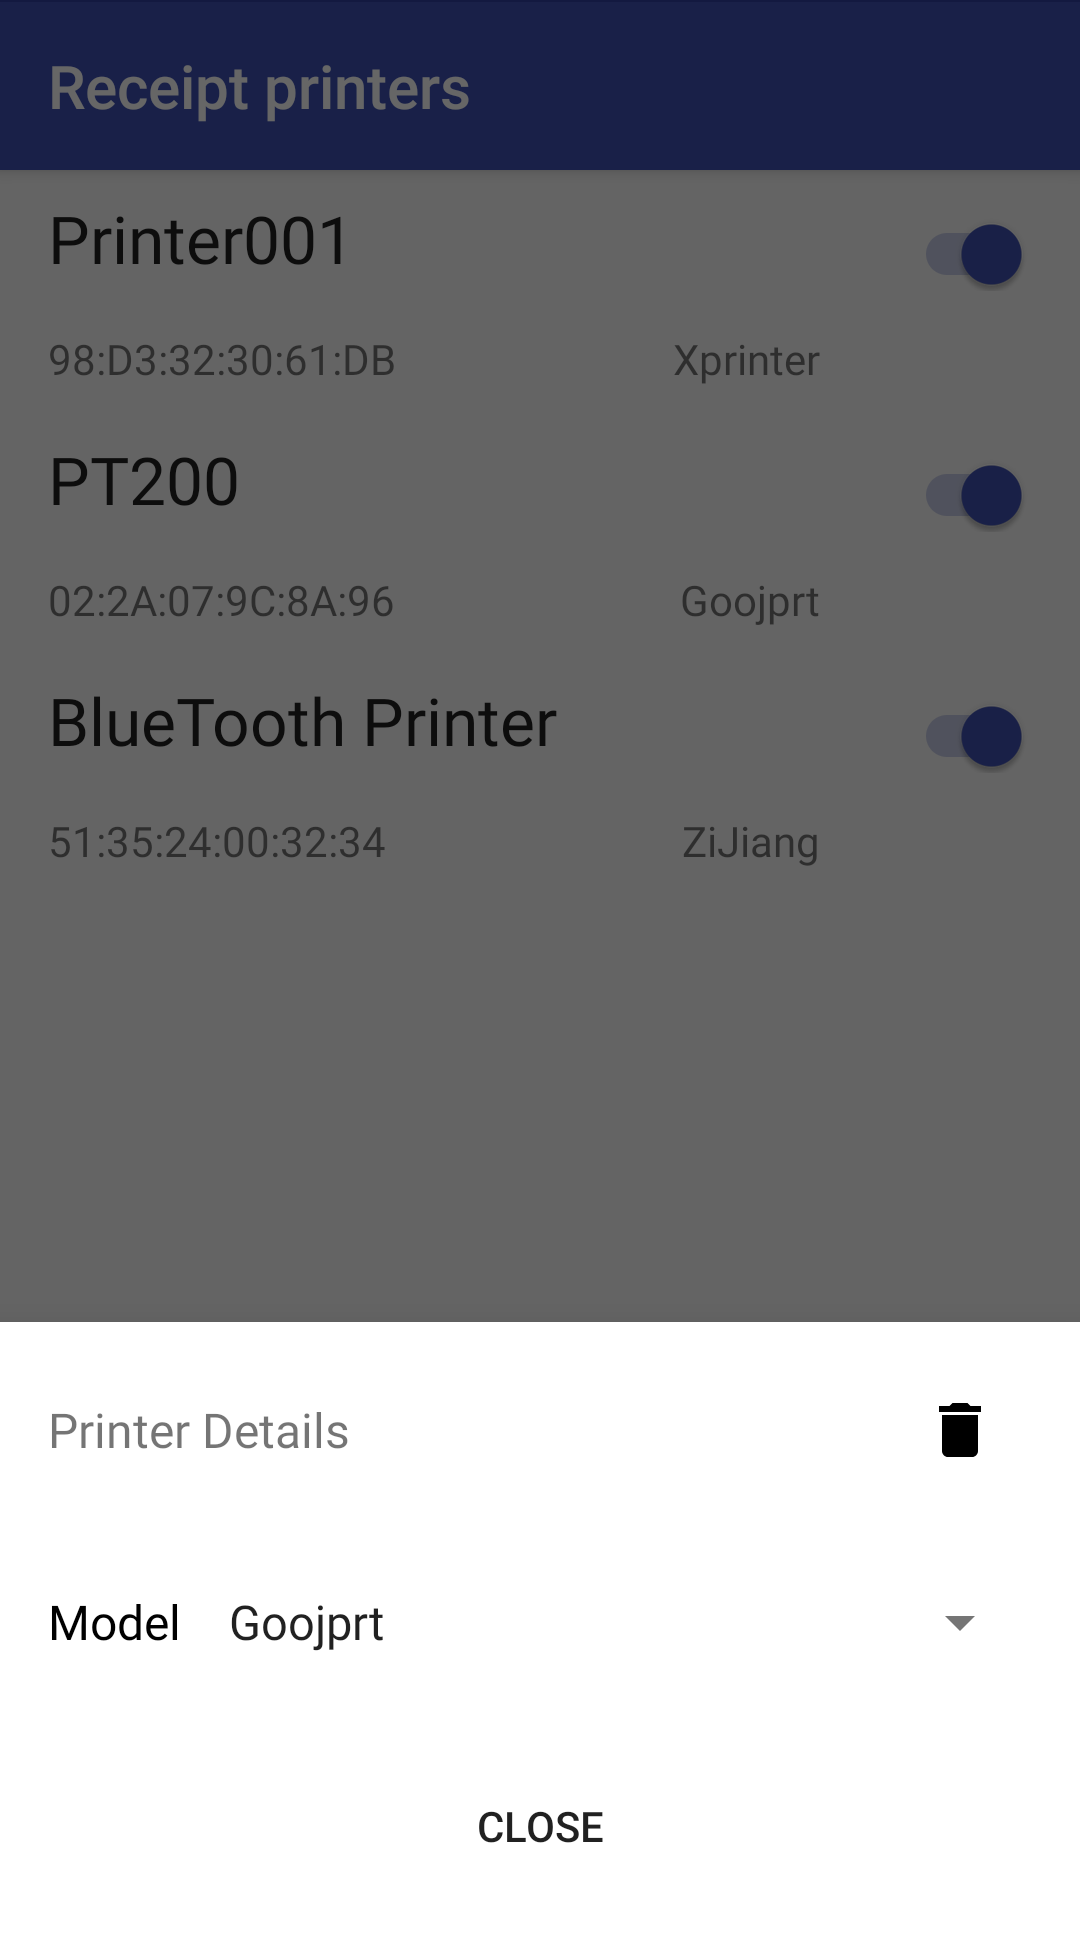 Receipt printers
Printer001
98:D3:32:30:61:DB Xprinter
PT200
02:2A:07:9C:8A:96 Goojprt
BlueTooth Printer
51:35:24:00:32:34 ZiJiang
Printer Details
Model Goojprt
CLOSE